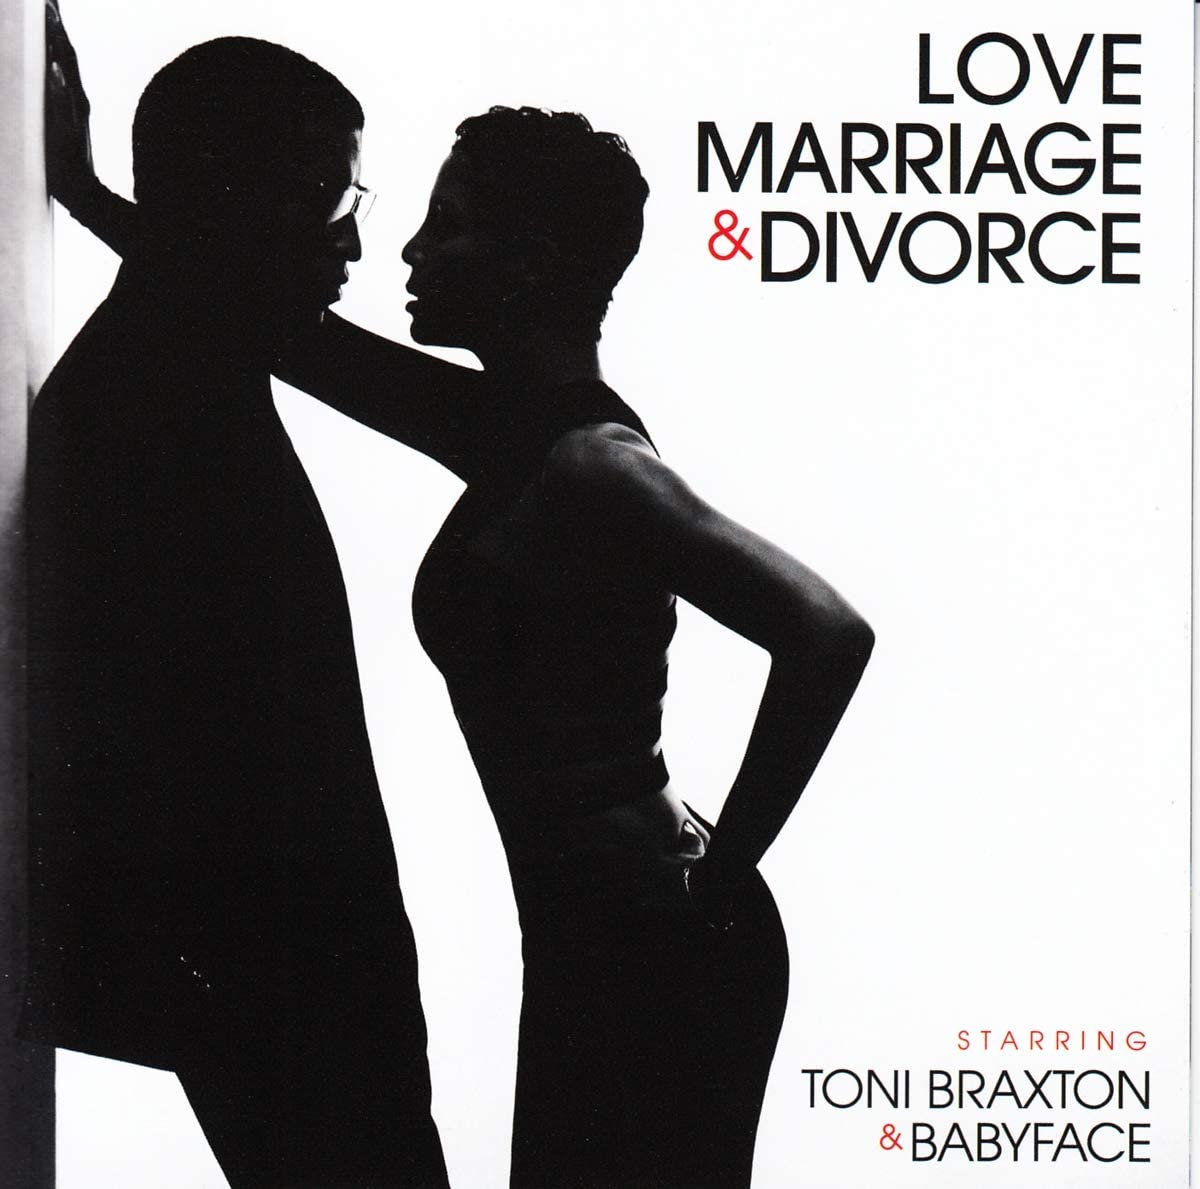 LOVE
MARRIAGE
& DIVORCE
STARRING
TONI BRAXTON
& BABYFACE